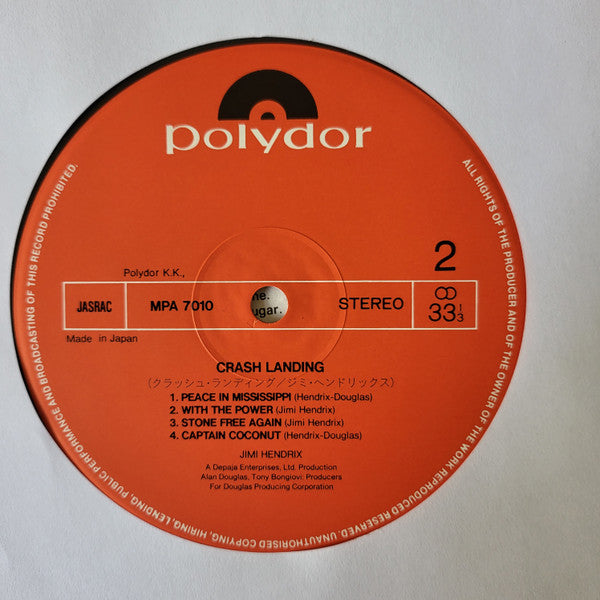 polydor
2
Polydor K.K.,
JASRAC
MPA 7010
ne.
ugar.
STEREO
33 1/3
Made in Japan
CRASH LANDING
(クラッシュ・ランディング/ジミ・ヘンドリックス)
1. PEACE IN MISSISSIPPI (Hendrix-Douglas)
2. WITH THE POWER (Jimi Hendrix)
3. STONE FREE AGAIN (Jimi Hendrix)
4. CAPTAIN COCONUT (Hendrix-Douglas)
JIMI HENDRIX
A Depaja Enterprises, Ltd. Production
Alan Douglas, Tony Bongiovi: Producers
For Douglas Producing Corporation
ALL RIGHTS OF THE PRODUCER AND OF THE OWNER OF THE WORK REPRODUCED RESERVED. UNAUTHORISED COPYING, HIRING, LENDING, PUBLIC PERFORMANCE AND BROADCASTING OF THIS RECORD PROHIBITED.